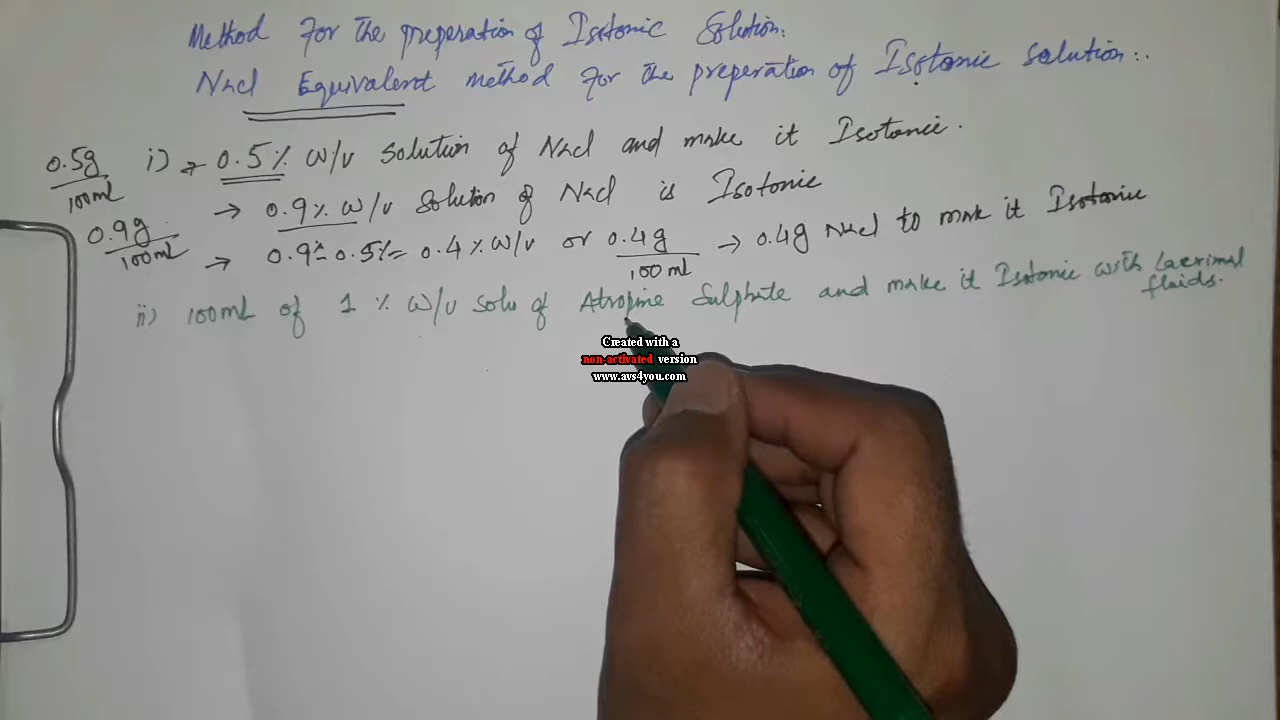 Method For the preperation of Isotonic Solution:
Nacl Equivalent method for the preperation of Isotonic solution:.
0.5g/100mL i) → 0.5% w/v solution of Nacl and make it Isotonic.
→ 0.9% w/v solution of Nacl is Isotonic
0.9g/100mL → 0.9% - 0.5% = 0.4% w/v or 0.4g/100mL → 0.4g Nacl to make it Isotonic
ii) 100mL of 1% w/v soln of Atropine Sulphate and make it Isotonic with Lacrimal fluids.
Created with a
non-activated version
www.avs4you.com